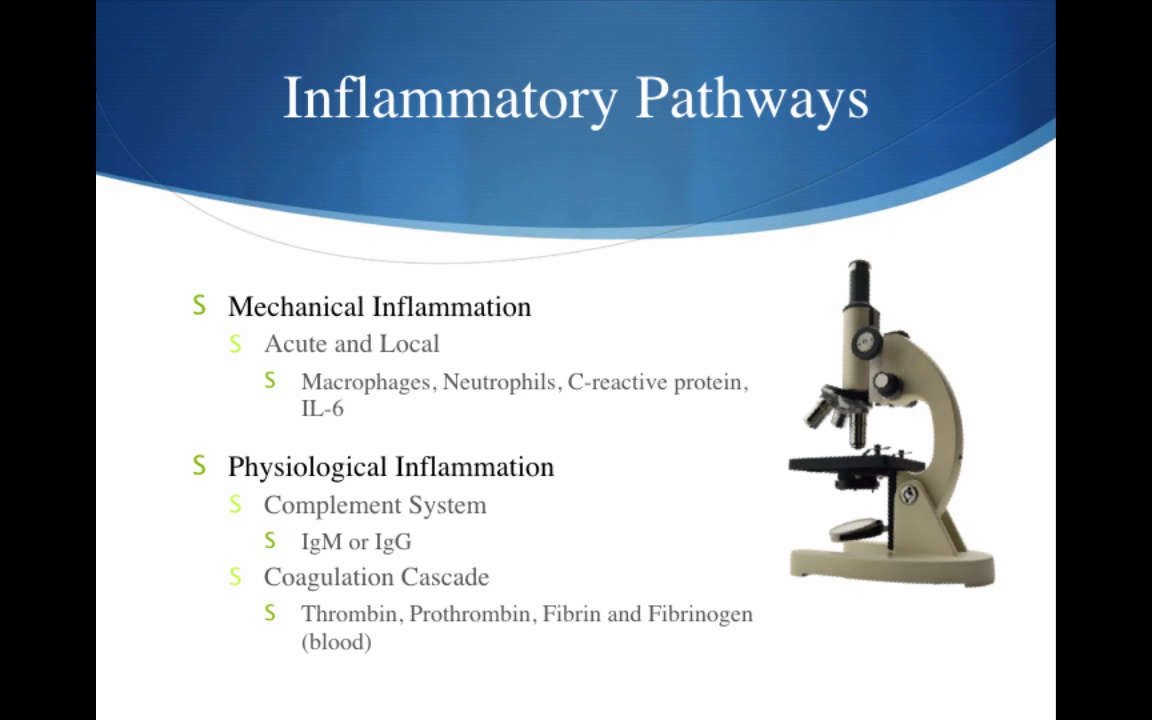 Inflammatory Pathways
S Mechanical Inflammation
S Acute and Local
S Macrophages, Neutrophils, C-reactive protein,
IL-6
S Physiological Inflammation
S Complement System
S IgM or IgG
S Coagulation Cascade
S Thrombin, Prothrombin, Fibrin and Fibrinogen
(blood)